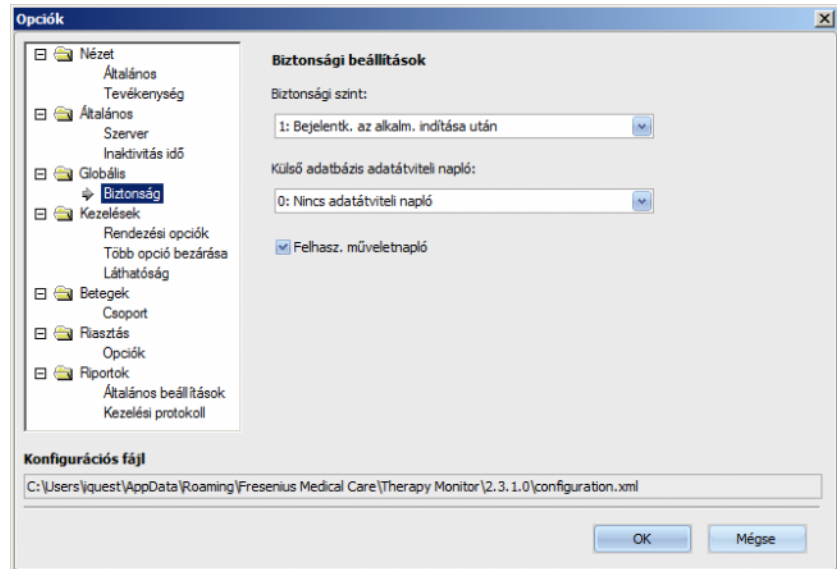 Opciók
Nézet
Általános
Tevékenység
Általános
Szerver
Inaktivitás idő
Globális
Biztonság
Kezelések
Rendezési opciók
Több opció bezárása
Láthatóság
Betegek
Csoport
Riasztás
Opciók
Riportok
Általános beállítások
Kezelési protokoll
Biztonsági beállítások
Biztonsági szint:
1: Bejelentk. az alkalm. indítása után
Külső adatbázis adatátviteli napló:
0: Nincs adatátviteli napló
Felhasz. műveletnapló
Konfigurációs fájl
C:\Users\iquest\AppData\Roaming\Fresenius Medical Care\Therapy Monitor\2.3.1.0\configuration.xml
OK
Mégse